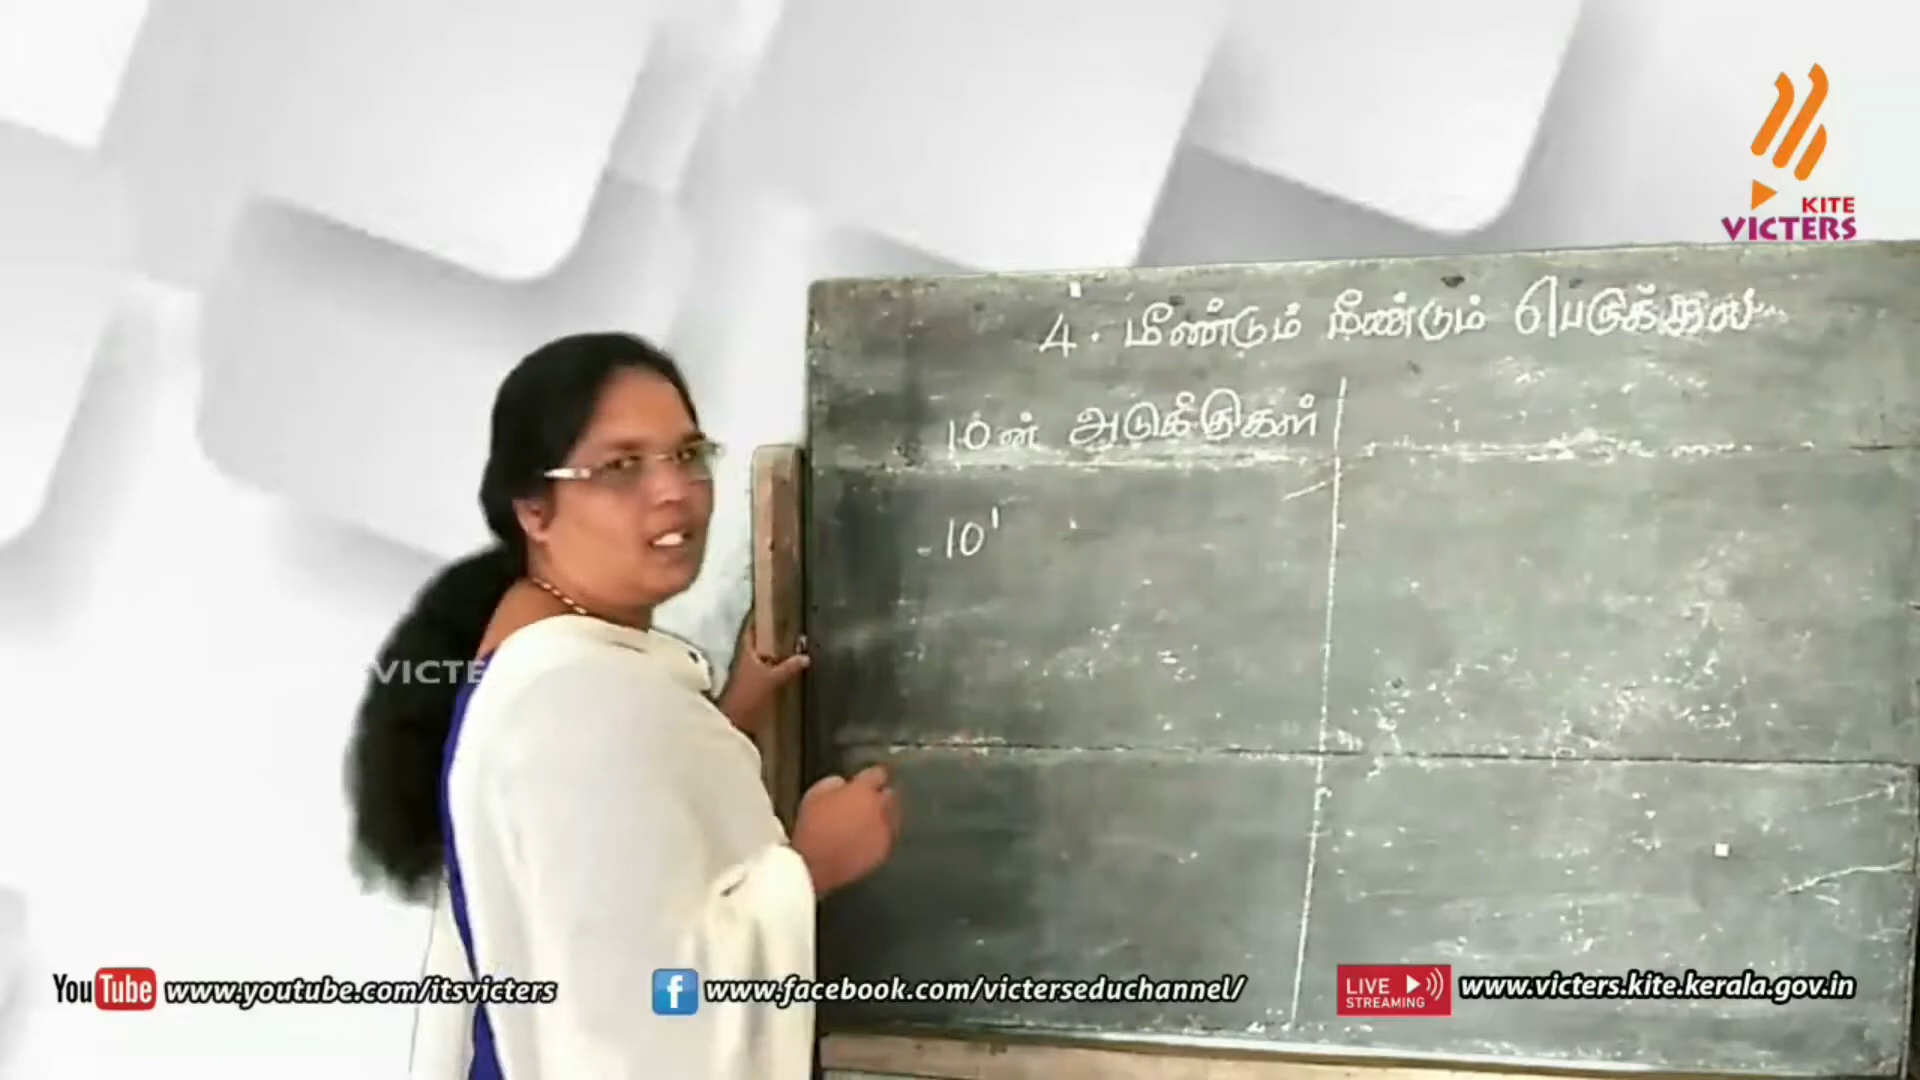 KITE
VICTERS
4. மீண்டும் மீண்டும் பெருக்கல்
10ன் அடுக்குகள்
10¹
VICTE
YouTube www.youtube.com/itsvicters
f www.facebook.com/victerseduchannel/
LIVE STREAMING www.victers.kite.kerala.gov.in